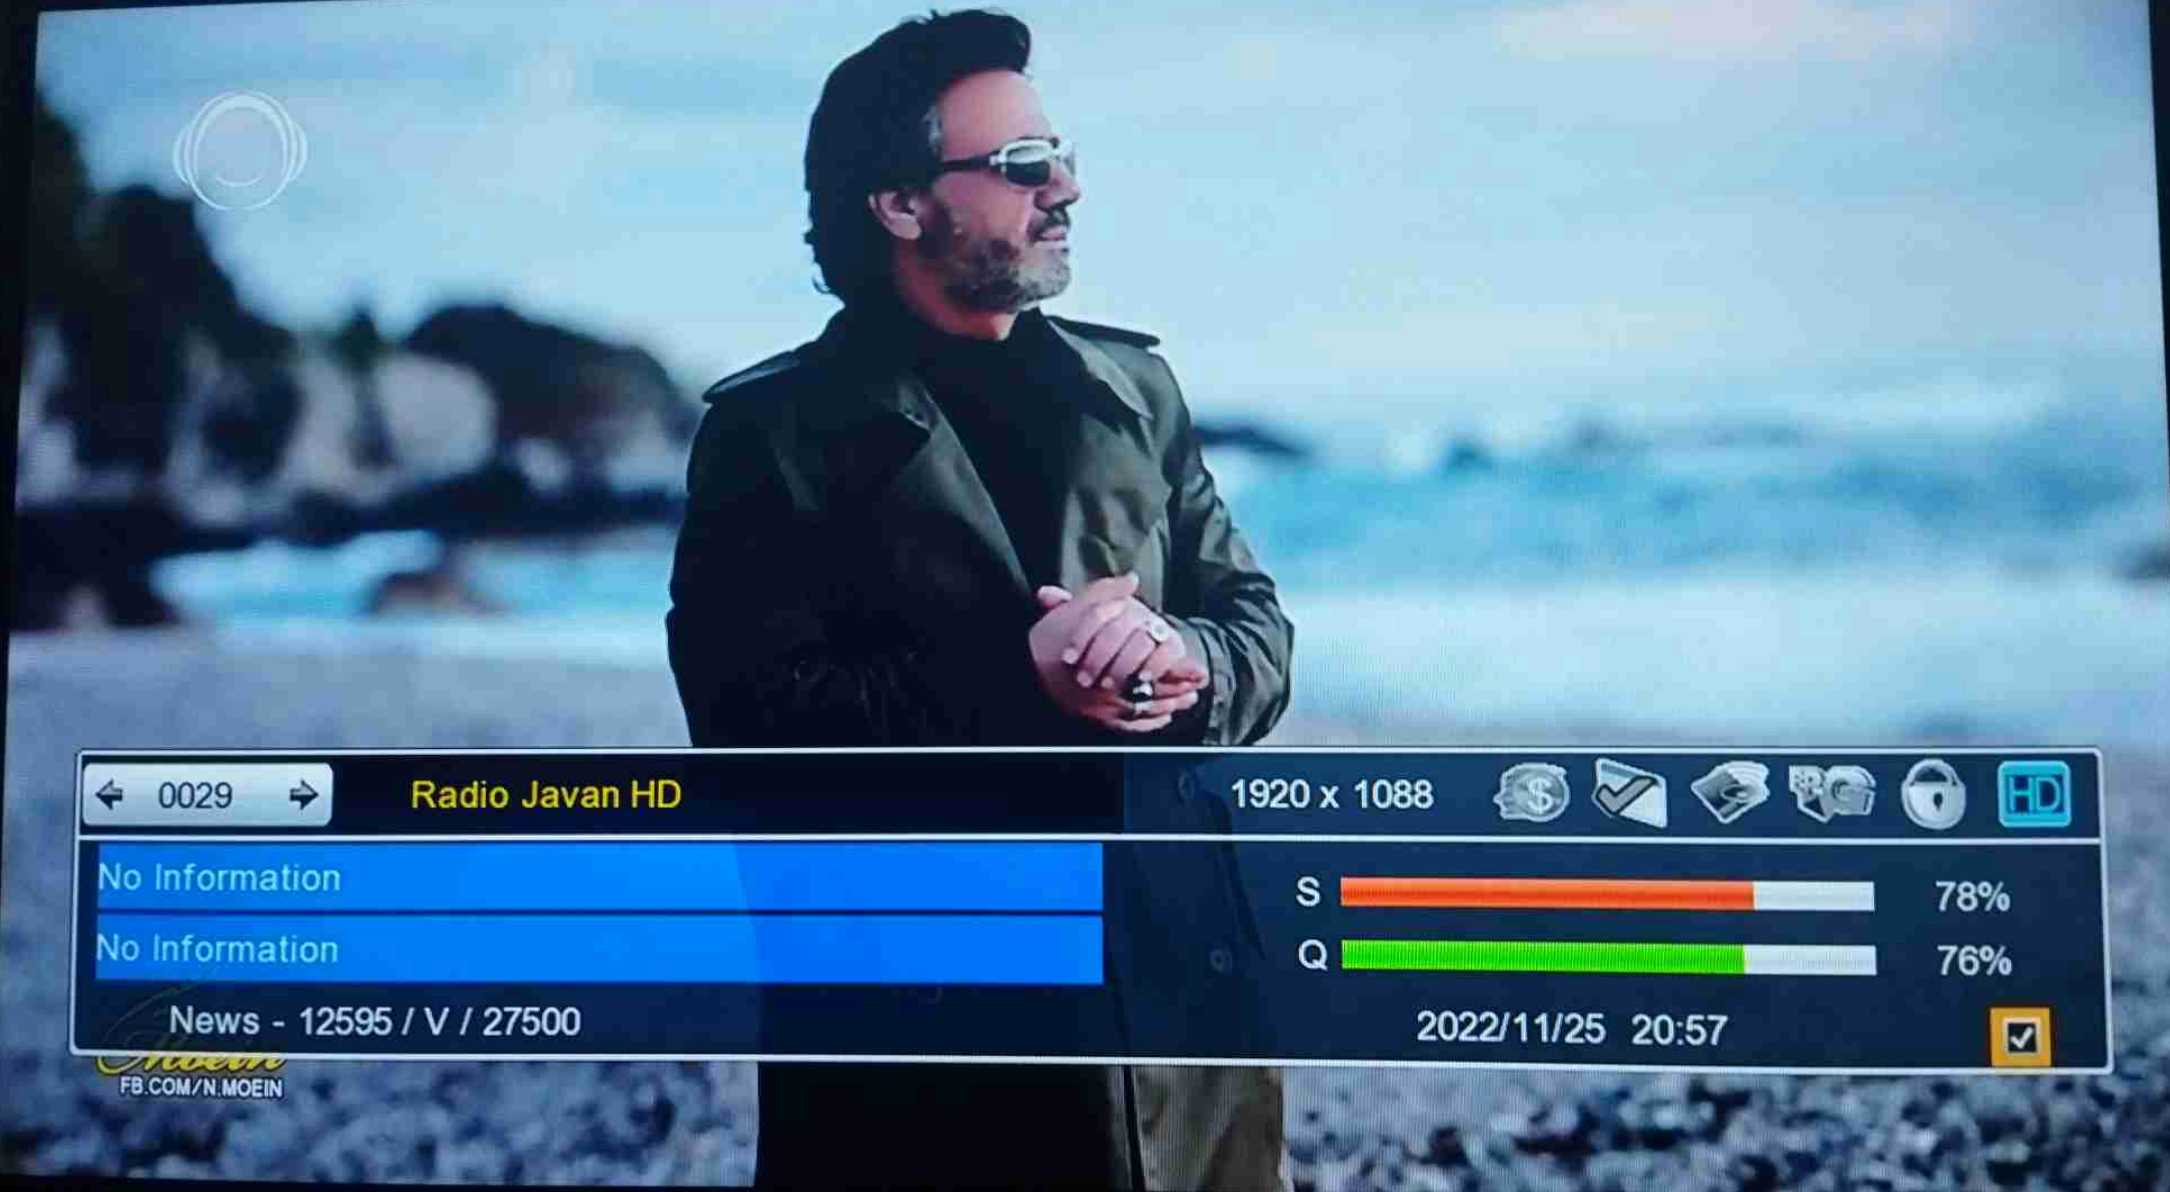 0029
Radio Javan HD
1920 x 1088
HD
No Information
No Information
S 78%
Q 76%
News - 12595 / V / 27500
2022/11/25 20:57
Moein
FB.COM/N.MOEIN